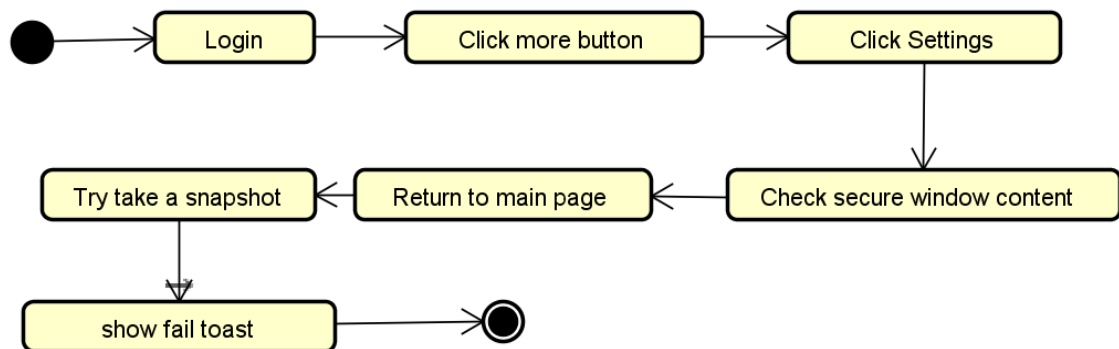 Login
Click more button
Click Settings
Check secure window content
Return to main page
Try take a snapshot
show fail toast